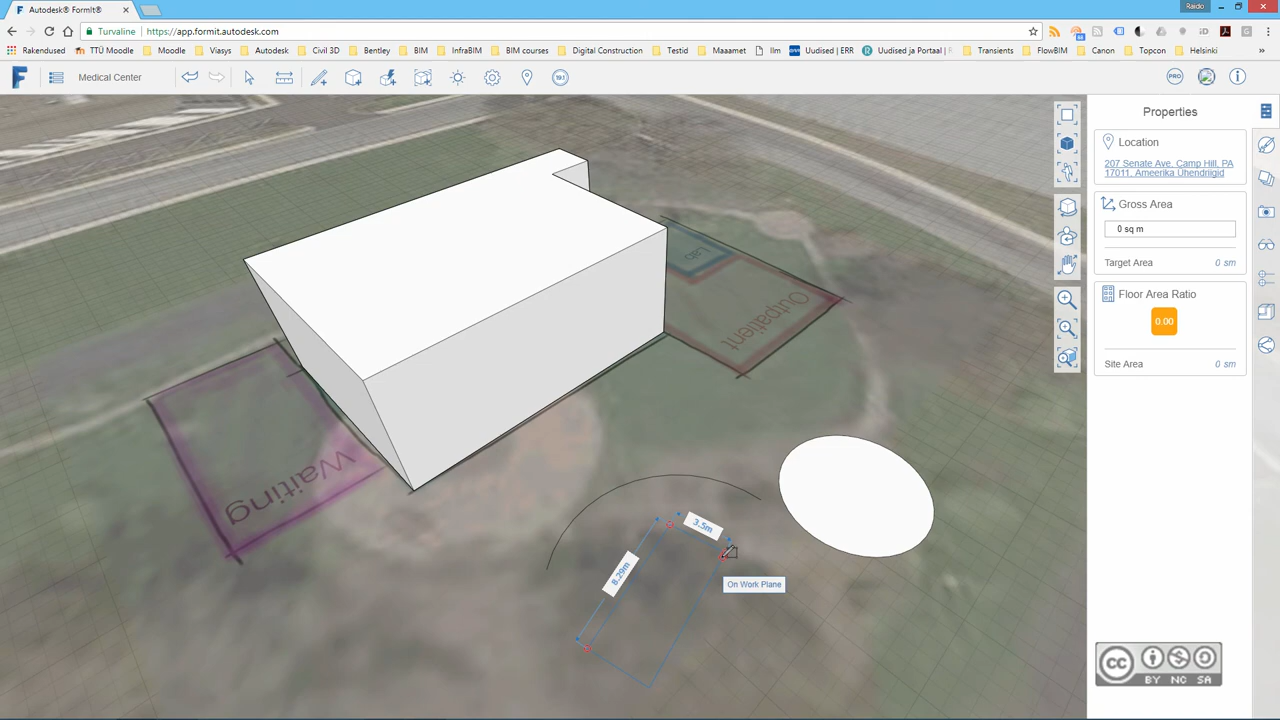 Autodesk® FormIt®
Raido
Turvaline
https://app.formit.autodesk.com
Rakendused
TTÜ Moodle
Moodle
Viasys
Autodesk
Civil 3D
Bentley
BIM
InfraBIM
BIM courses
Digital Construction
Testid
Maaamet
Ilm
Uudised | ERR
Uudised ja Portaal |
Transients
FlowBIM
Canon
Topcon
Helsinki
»
Medical Center
PRO
Properties
Location
207 Senate Ave, Camp Hill, PA
17011, Ameerika Ühendriigid
Gross Area
0 sq m
Target Area
0 sm
Floor Area Ratio
0.00
Site Area
0 sm
Lab
Outpatient
Waiting
3.5m
8.29m
On Work Plane
cc
BY NC SA